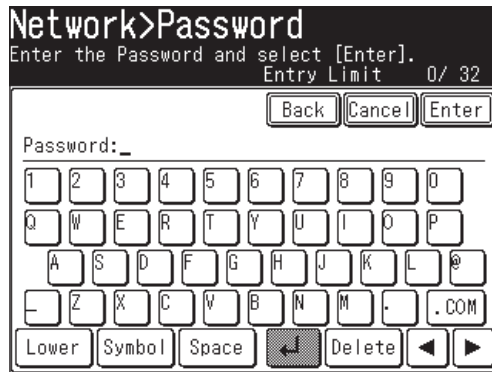 Network>Password
Enter the Password and select [Enter].
Entry Limit 0/ 32
Back Cancel Enter
Password:_
1 2 3 4 5 6 7 8 9 0
Q W E R T Y U I O P
A S D F G H J K L @
_ Z X C V B N M . .COM
Lower Symbol Space ↵ Delete ◀ ▶